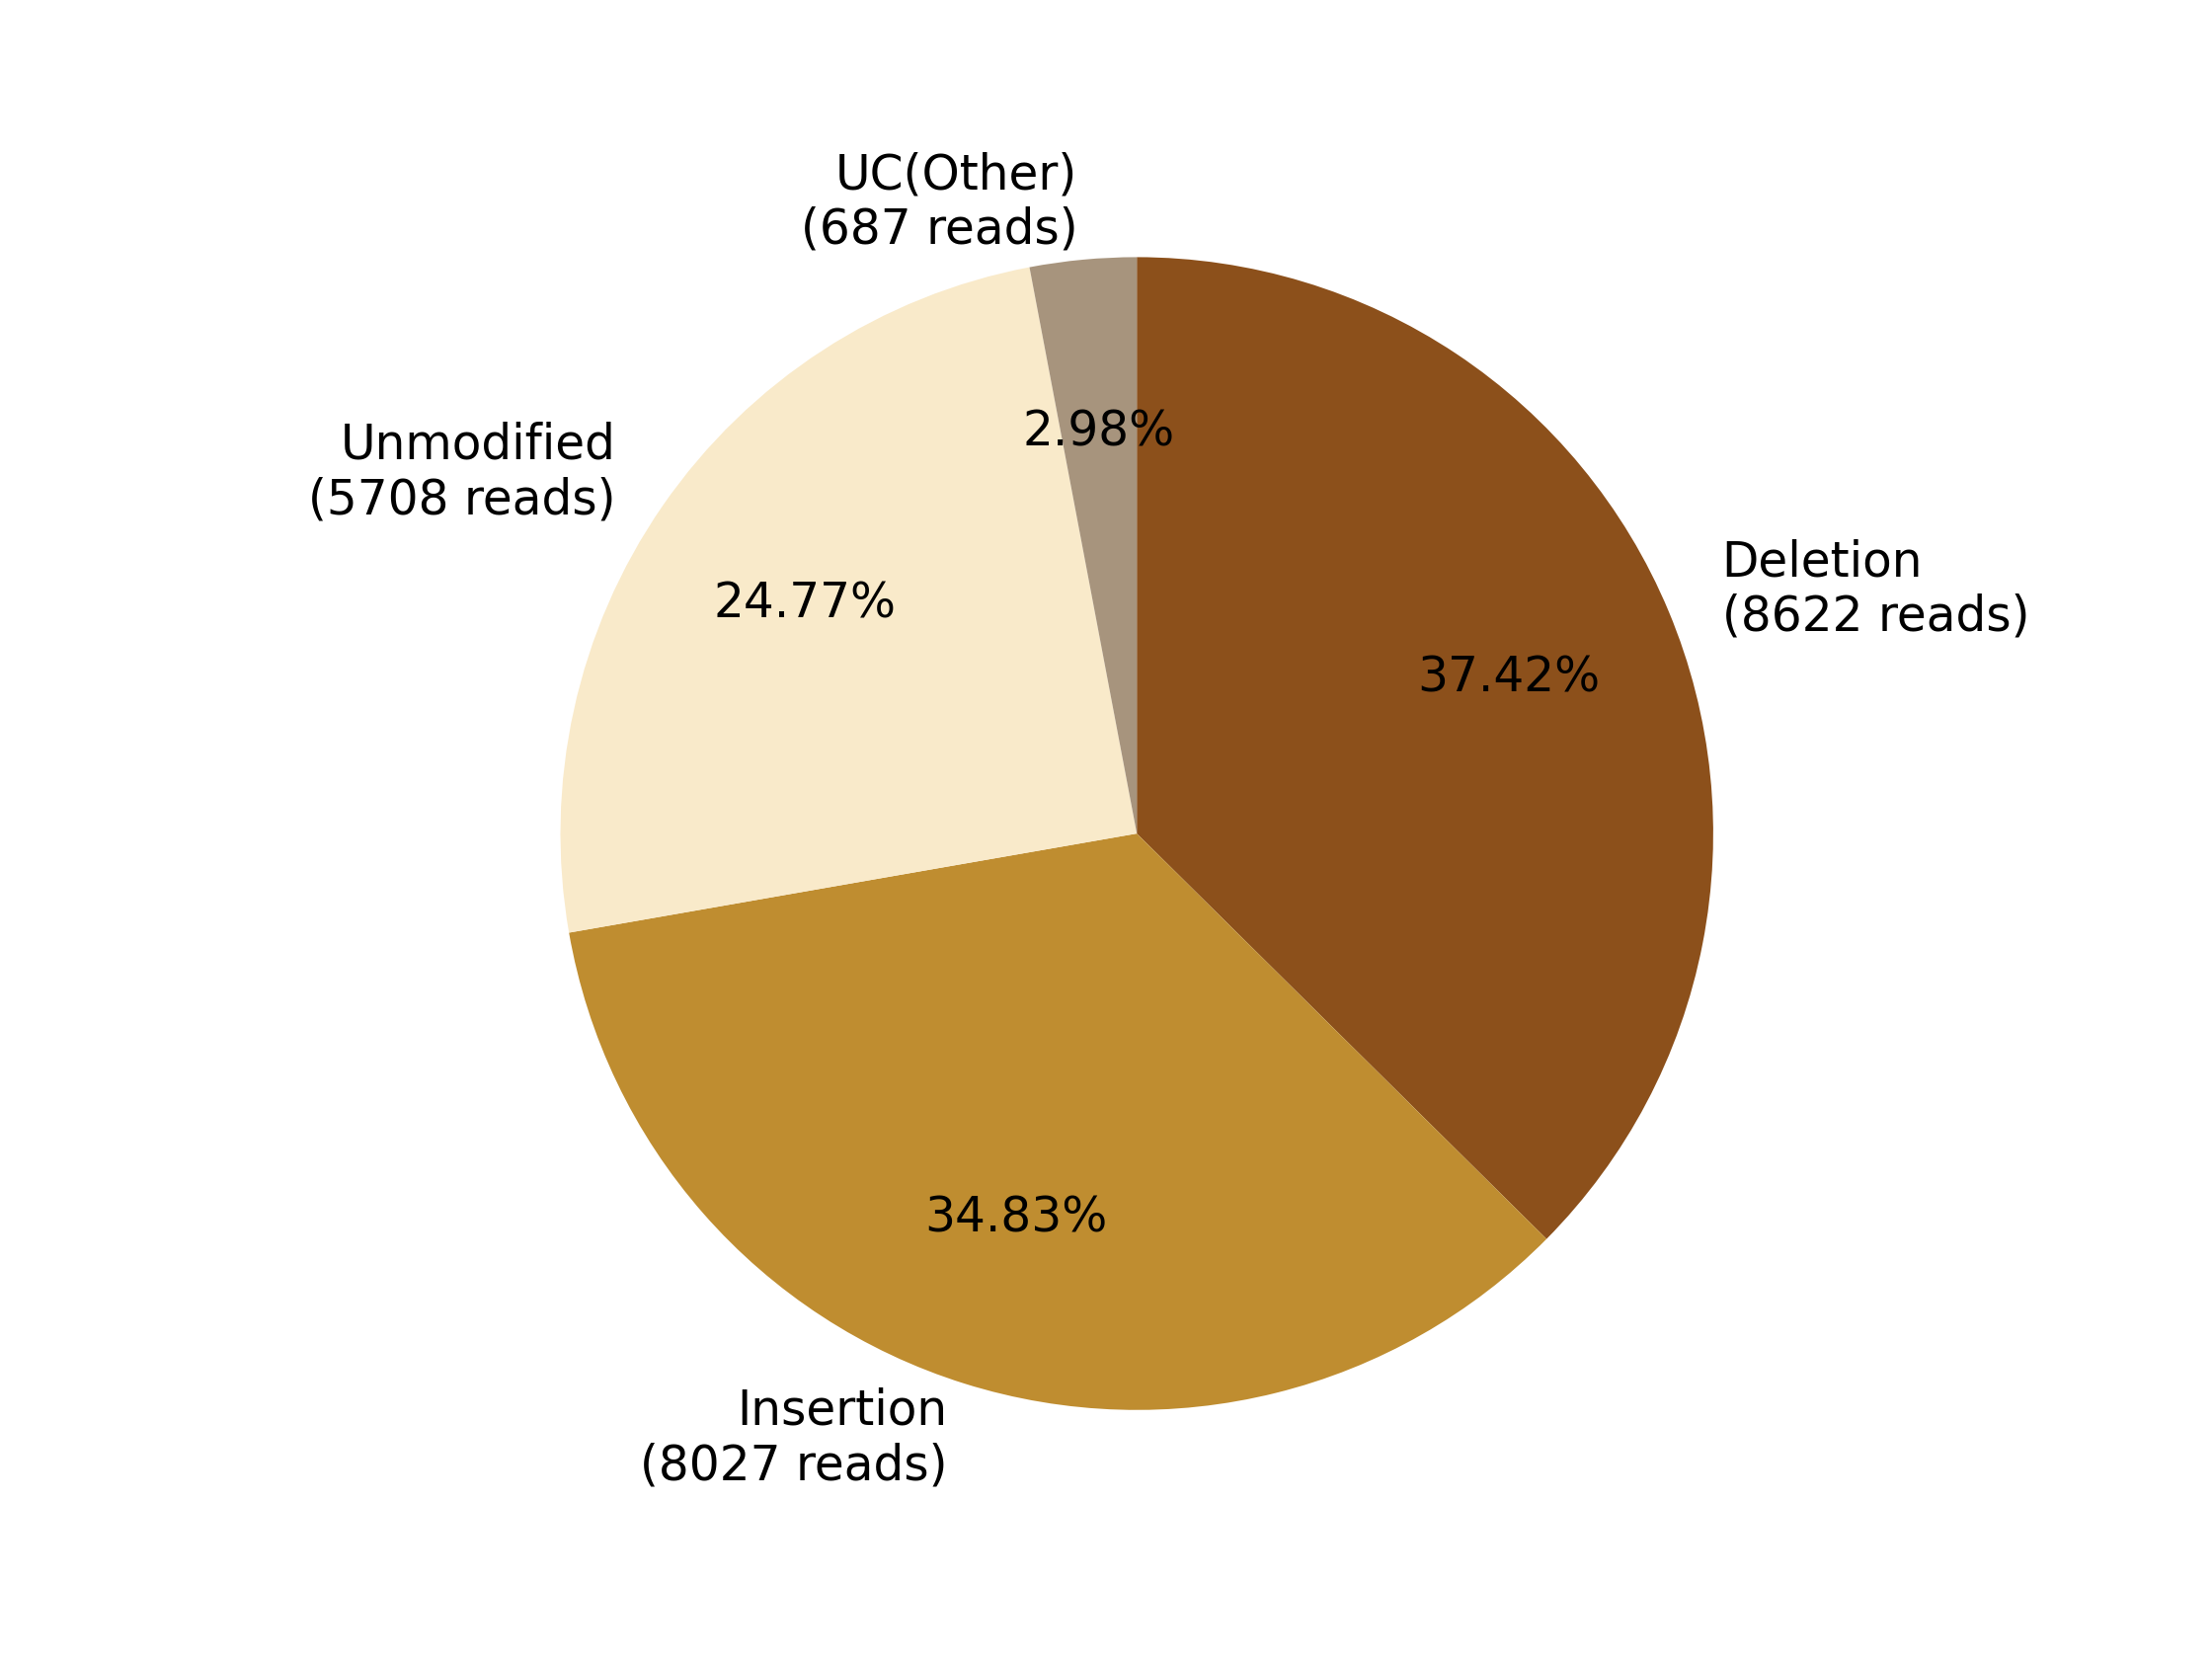 UC(Other)
(687 reads)
2.98%
Unmodified
(5708 reads)
24.77%
Deletion
(8622 reads)
37.42%
34.83%
Insertion
(8027 reads)